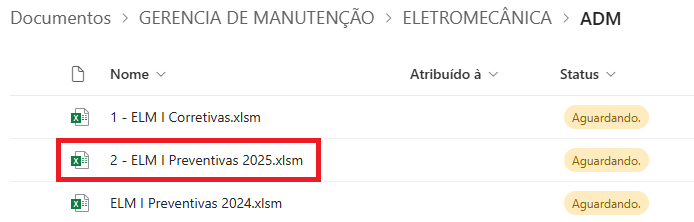 Documentos > GERENCIA DE MANUTENÇÃO > ELETROMECÂNICA > ADM
Nome Atribuído à Status
1 - ELM I Corretivas.xlsm Aguardando.
2 - ELM I Preventivas 2025.xlsm Aguardando.
ELM I Preventivas 2024.xlsm Aguardando.